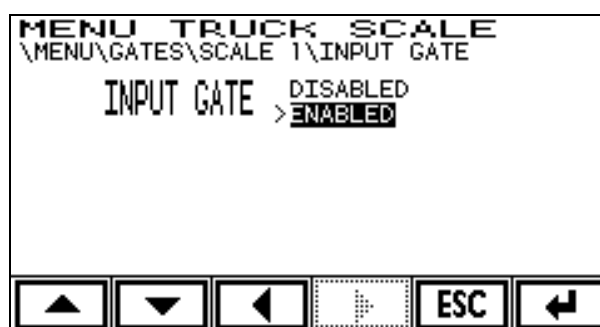 MENU TRUCK SCALE
\MENU\GATES\SCALE 1\INPUT GATE
INPUT GATE
DISABLED
>ENABLED
ESC